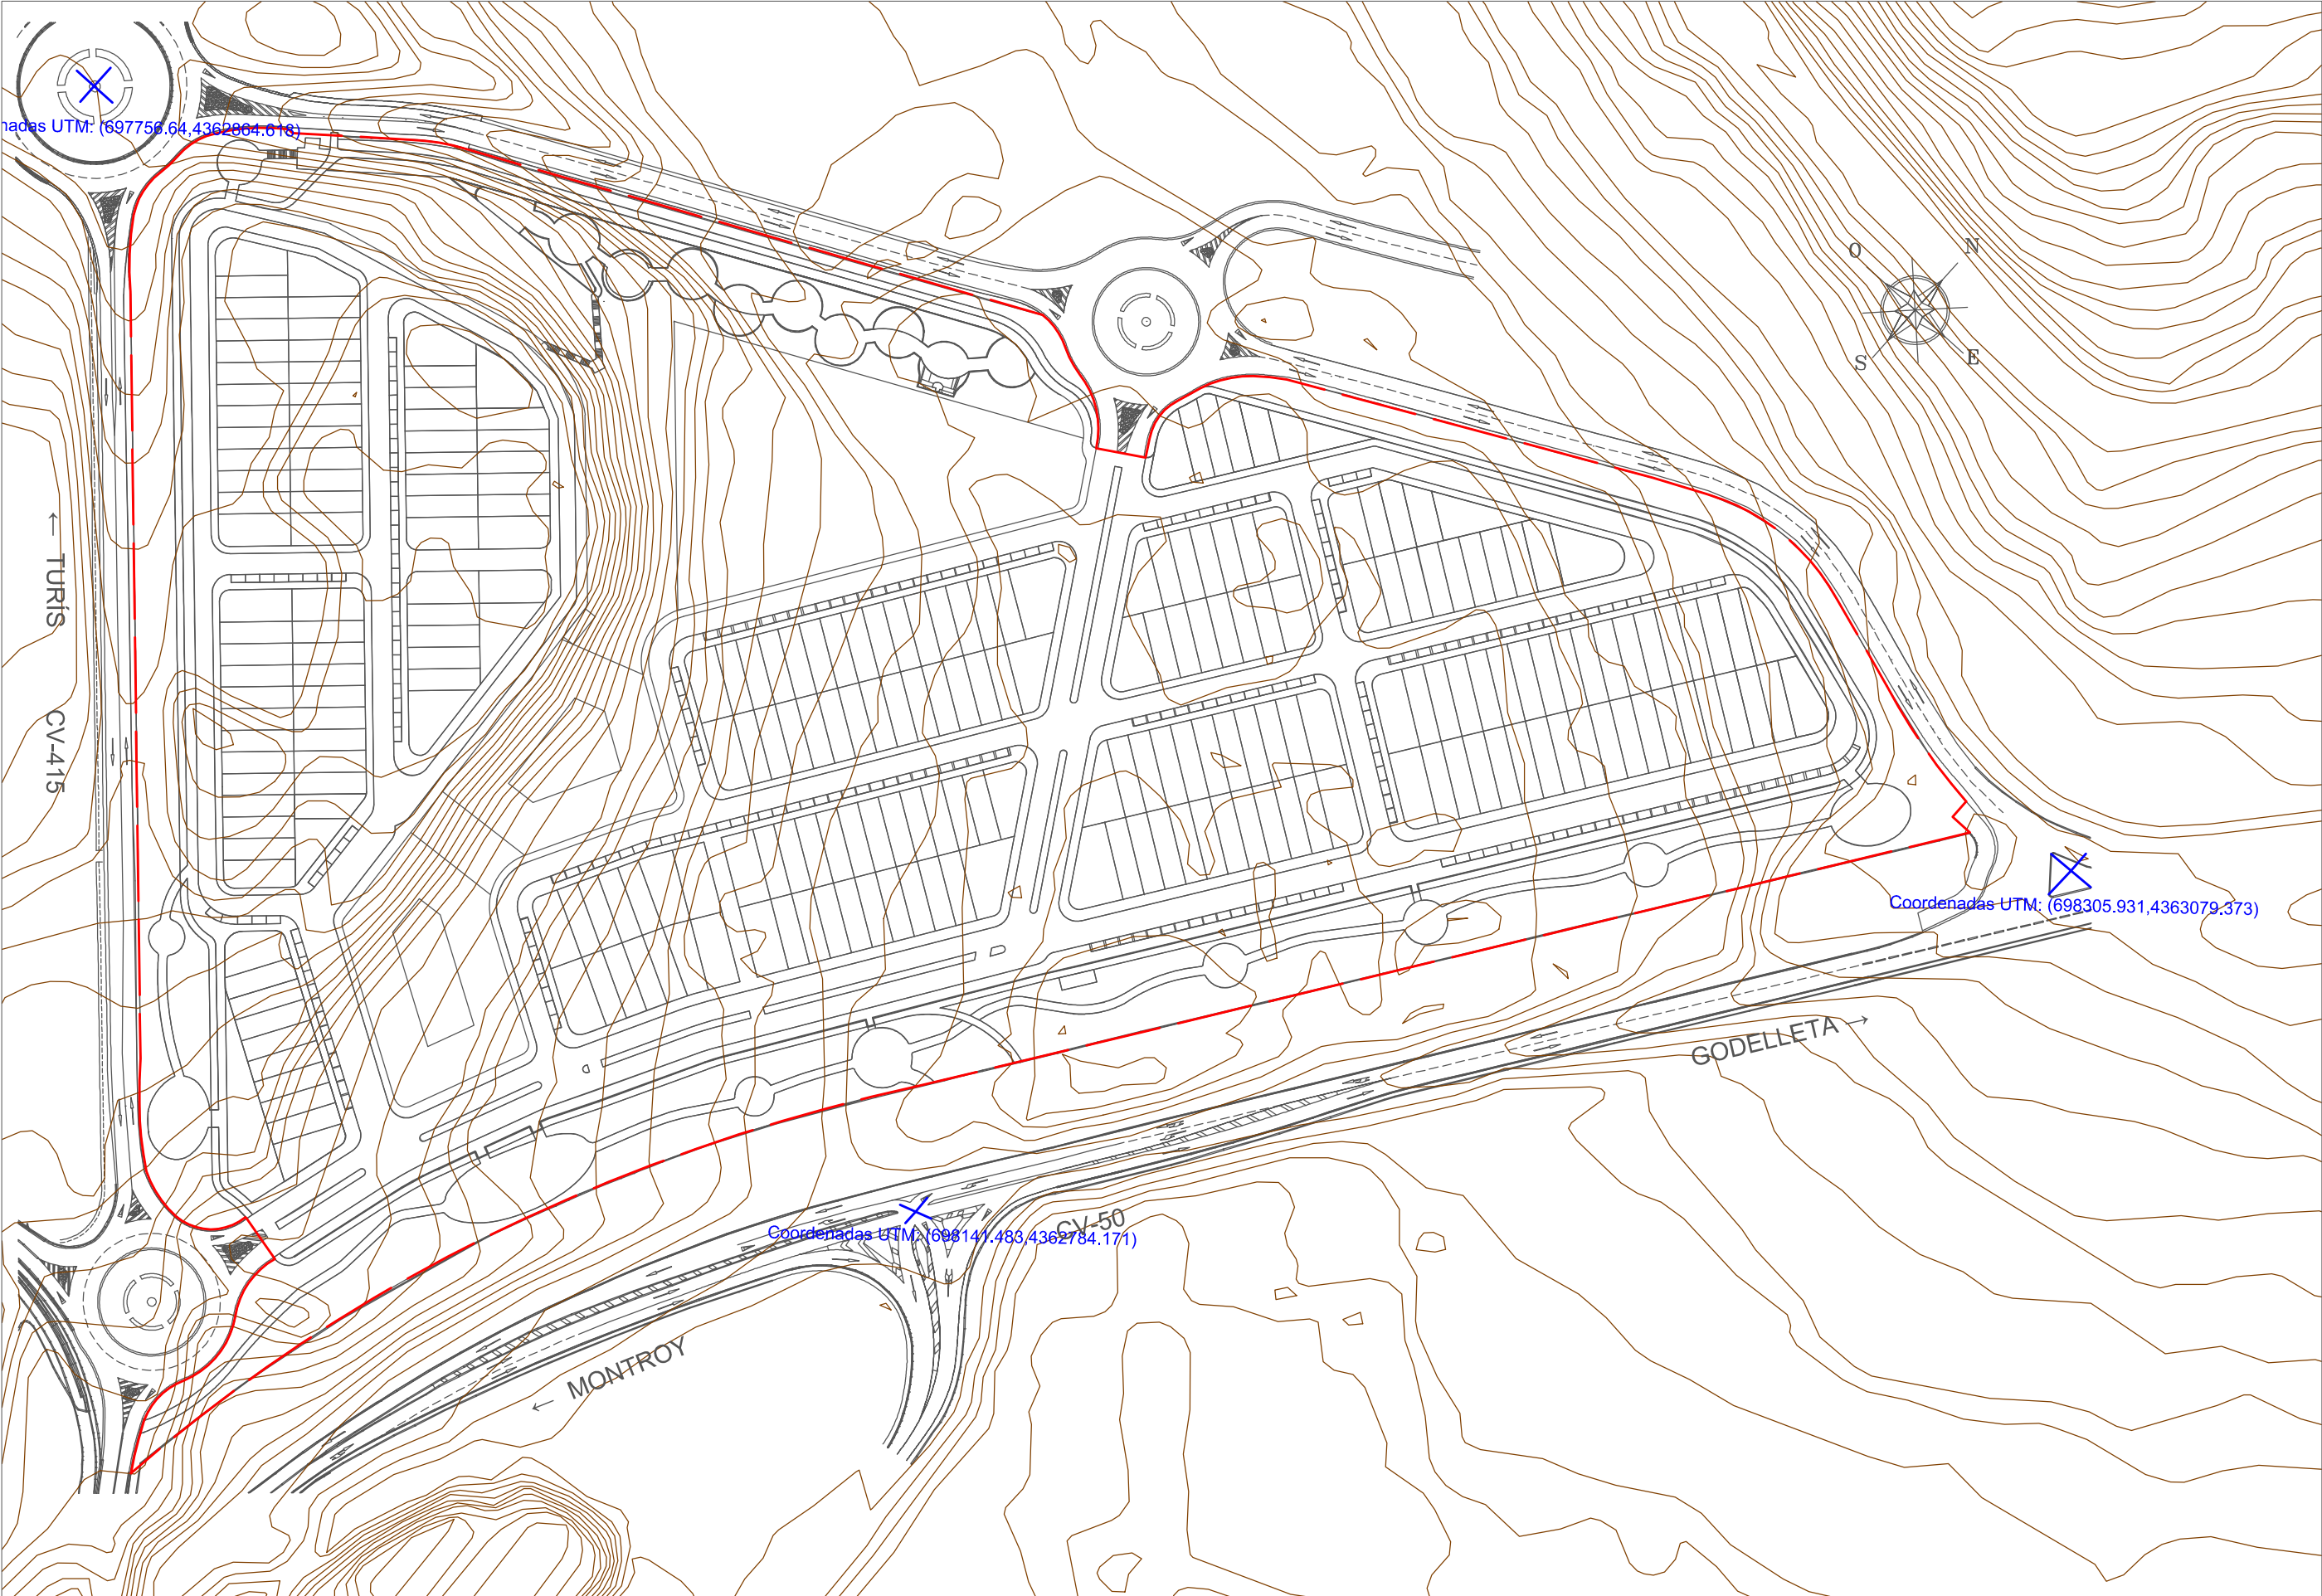 nadas UTM: (697756.64,4362864.618)
O
N
S
E
← TURÍS
CV-415
Coordenadas UTM: (698305.931,4363079.373)
GODELLETA →
CV-50
Coordenadas UTM: (698141.483,4362784.171)
← MONTROY